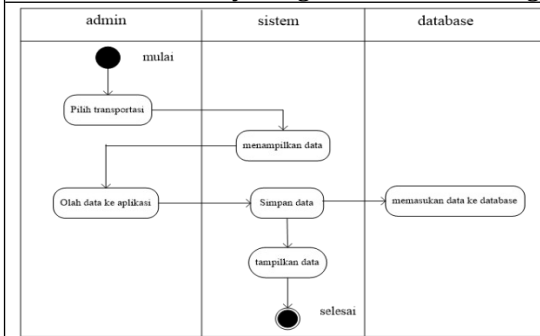 admin sistem database
mulai
Pilih transportasi
menampilkan data
Olah data ke aplikasi Simpan data memasukan data ke database
tampilkan data
selesai